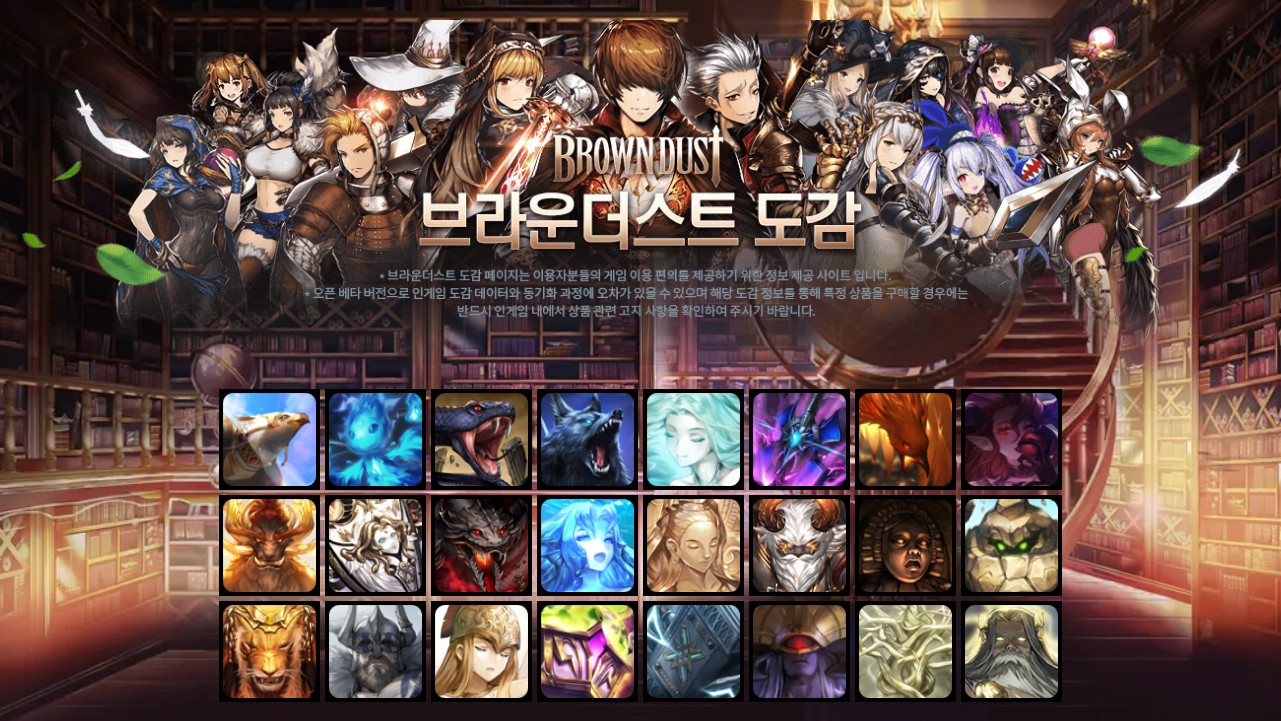 BROWNDUST
브라운더스트 도감
• 브라운더스트 도감 페이지는 이용자분들의 게임 이용 편의를 제공하기 위한 정보 제공 사이트 입니다.
• 오픈 베타 버전으로 인게임 도감 데이터와 동기화 과정에 오차가 있을 수 있으며 해당 도감 정보를 통해 특정 상품을 구매할 경우에는
반드시 인게임 내에서 상품 관련 고지 사항을 확인하여 주시기 바랍니다.